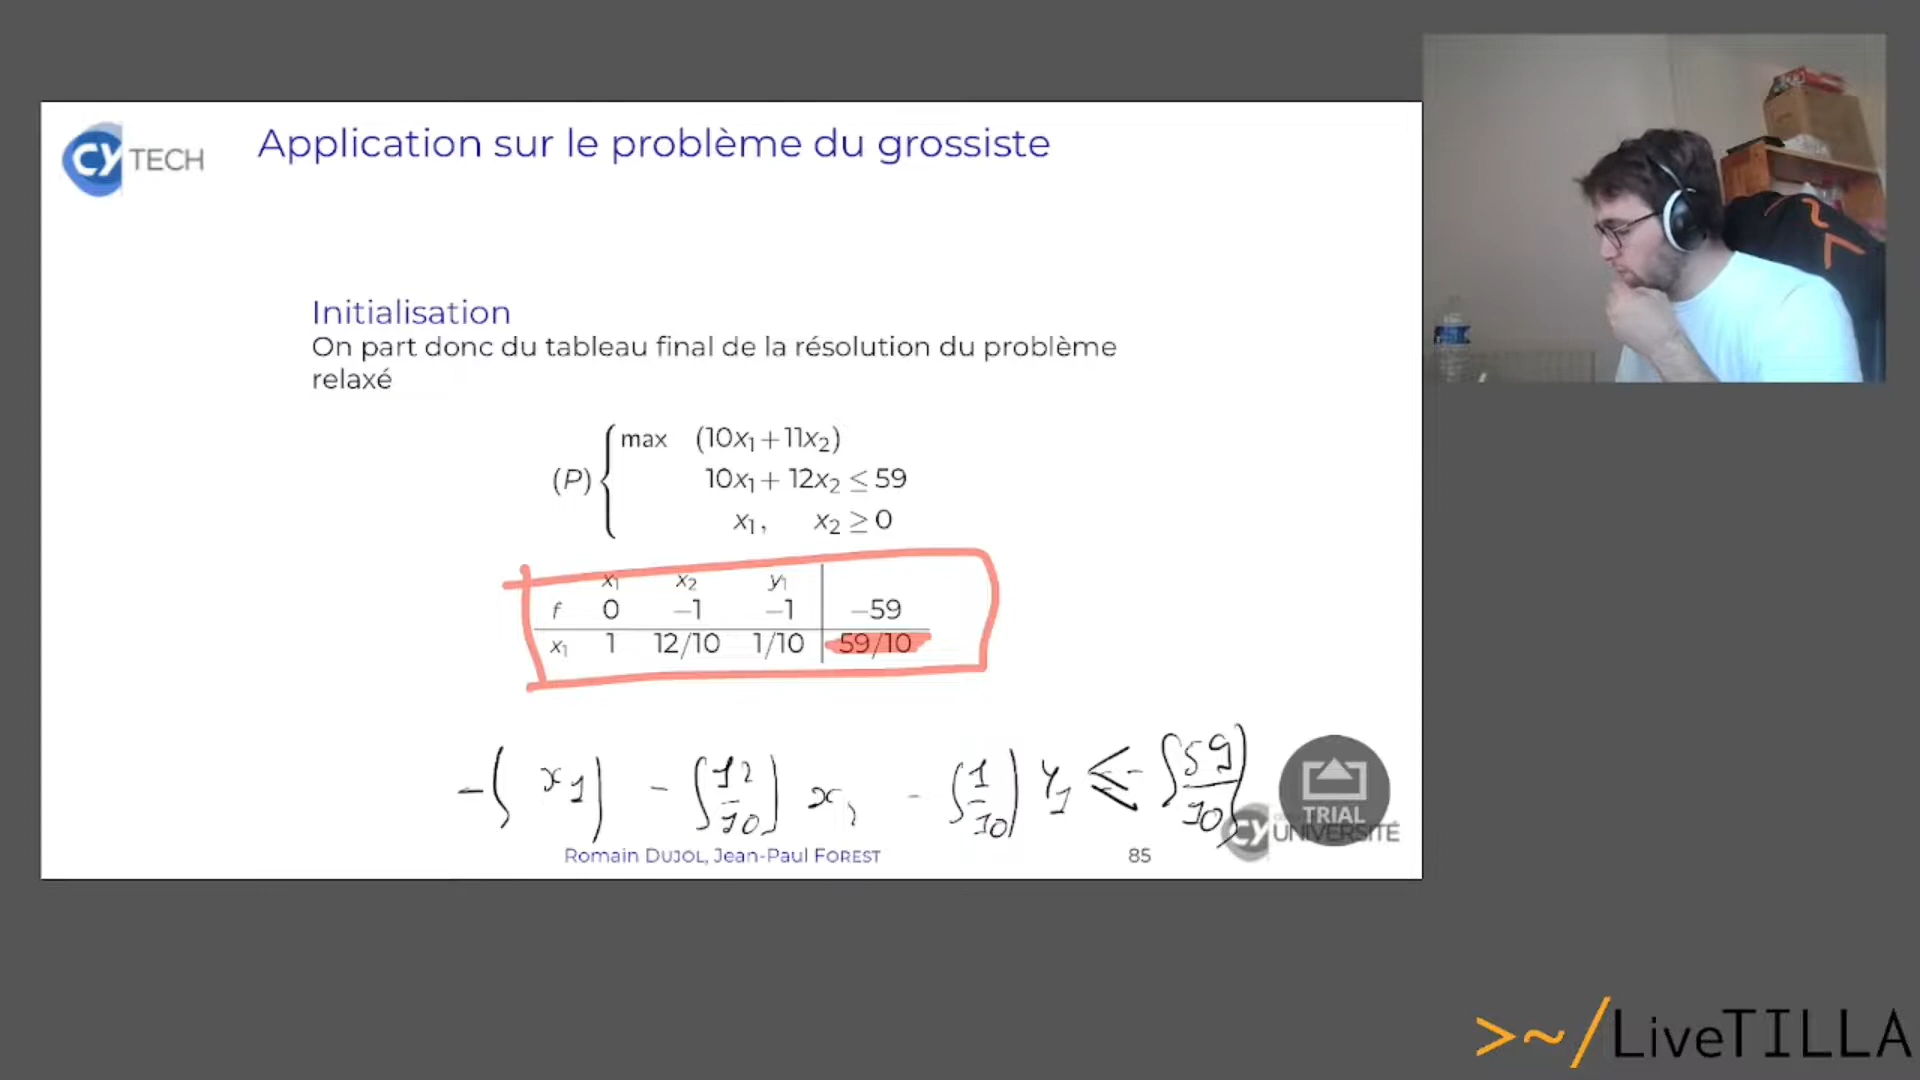 CY TECH
Application sur le problème du grossiste
Initialisation
On part donc du tableau final de la résolution du problème
relaxé
(P) { max (10x₁+11x₂)
10x₁+ 12x₂ ≤ 59
x₁, x₂ ≥ 0
x₁ x₂ y₁
f 0 −1 −1 −59
x₁ 1 12/10 1/10 59/10
-( x1) - (12/10) x, - (1/10) y1 ≤ - (59/10)
TRIAL
CY UNIVERSITÉ
Romain DUJOL, Jean-Paul FOREST
85
>~/LiveTILLA